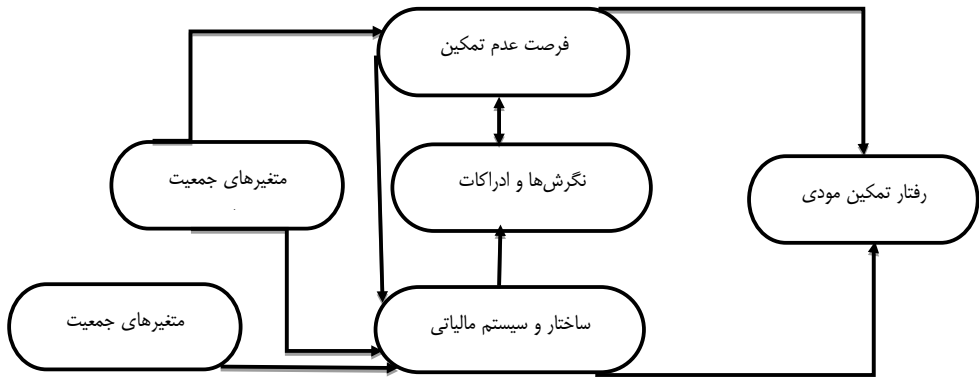 فرصت عدم تمکین
متغیرهای جمعیت
نگرش‌ها و ادراکات
رفتار تمکین مودی
متغیرهای جمعیت
ساختار و سیستم مالیاتی